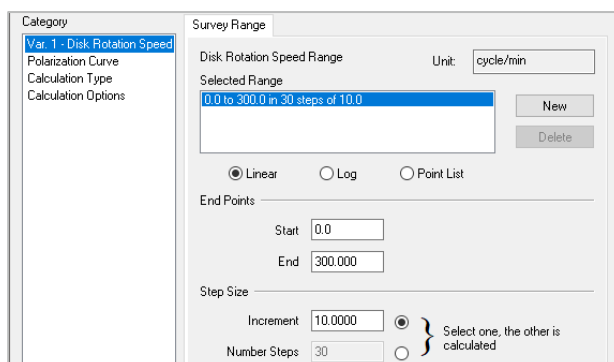 Category
Var. 1 - Disk Rotation Speed
Polarization Curve
Calculation Type
Calculation Options
Survey Range
Disk Rotation Speed Range
Unit: cycle/min
Selected Range
0.0 to 300.0 in 30 steps of 10.0
New
Delete
Linear Log Point List
End Points
Start 0.0
End 300.000
Step Size
Increment 10.0000
Number Steps 30
Select one, the other is
calculated